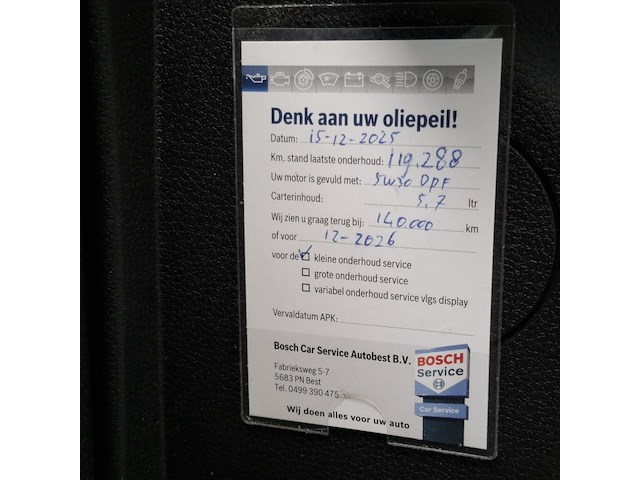 Denk aan uw oliepeil!
Datum: 15-12-2025
Km. stand laatste onderhoud: 119.288
Uw motor is gevuld met: 5W30 DPF
Carterinhoud: 5,7 ltr
Wij zien u graag terug bij: 140.000 km
of voor 12-2026
voor de kleine onderhoud service
grote onderhoud service
variabel onderhoud service vlgs display
Vervaldatum APK:
Bosch Car Service Autobest B.V.
Fabrieksweg 5-7
5683 PN Best
Tel. 0499 390 475
Wij doen alles voor uw auto
BOSCH
Service
Car Service